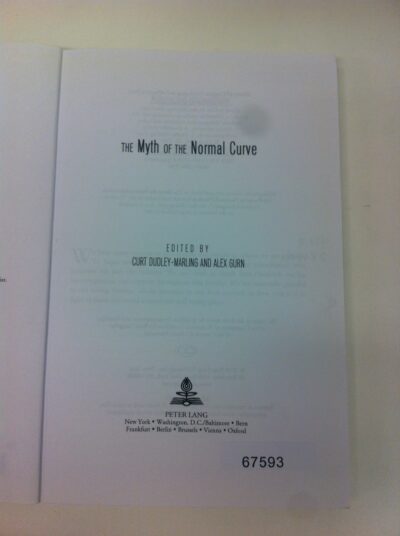 THE Myth OF THE Normal Curve
EDITED BY
CURT DUDLEY-MARLING AND ALEX GURN
PETER LANG
New York • Washington, D.C./Baltimore • Bern
Frankfurt • Berlin • Brussels • Vienna • Oxford
67593